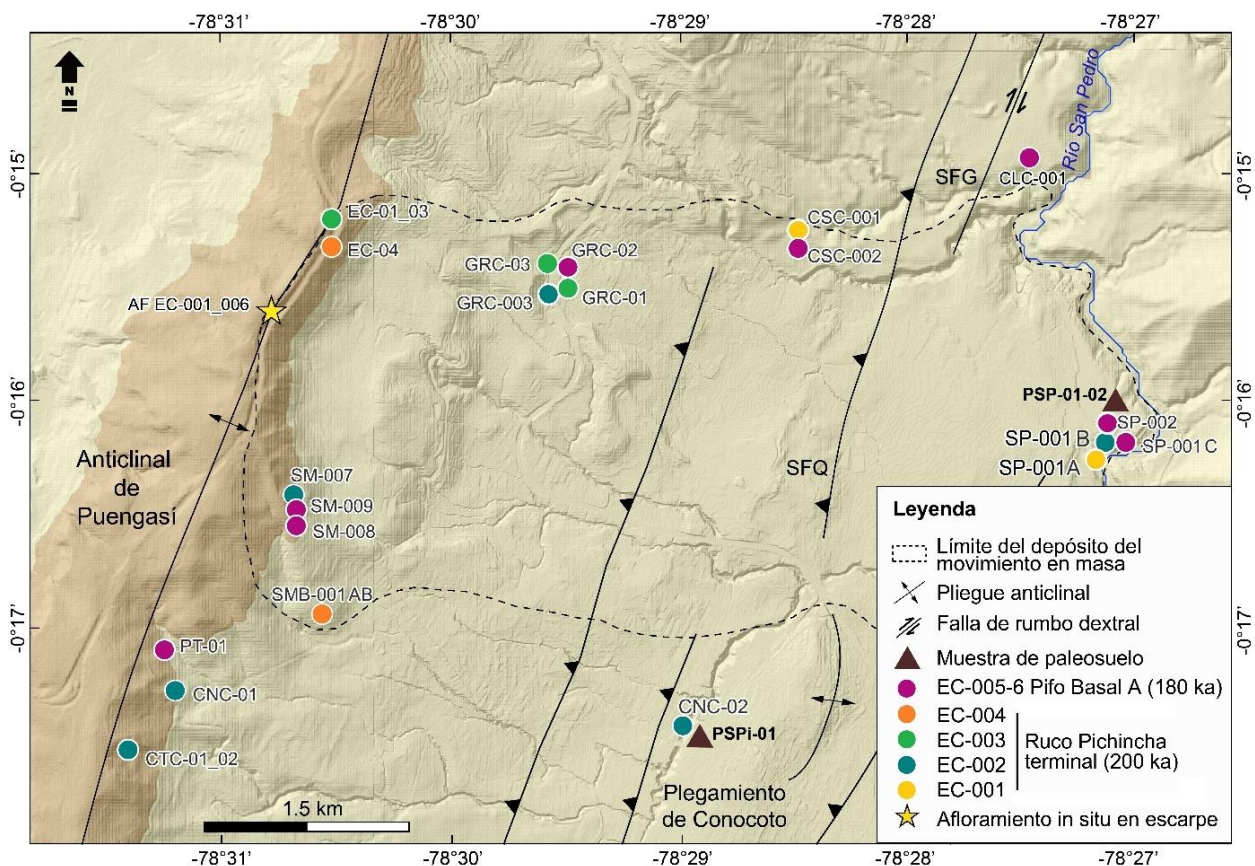 -78°31'
-78°30'
-78°29'
-78°28'
-78°27'
N
Río San Pedro
-0°15'
-0°15'
SFG
CLC-001
EC-01_03
EC-04
CSC-001
CSC-002
GRC-03
GRC-02
GRC-003
GRC-01
AF EC-001_006
-0°16'
-0°16'
PSP-01-02
SP-002
SP-001 B
SP-001 C
SP-001 A
Anticlinal
de
Puengasí
SFQ
SM-007
SM-009
SM-008
SMB-001 AB
-0°17'
-0°17'
PT-01
CNC-01
CNC-02
PSPi-01
CTC-01_02
Plegamiento
de Conocoto
1.5 km
Leyenda
Límite del depósito del
movimiento en masa
Pliegue anticlinal
Falla de rumbo dextral
Muestra de paleosuelo
EC-005-6 Pifo Basal A (180 ka)
EC-004
EC-003
EC-002
EC-001
Ruco Pichincha
terminal (200 ka)
Afloramiento in situ en escarpe
-78°31'
-78°30'
-78°29'
-78°28'
-78°27'